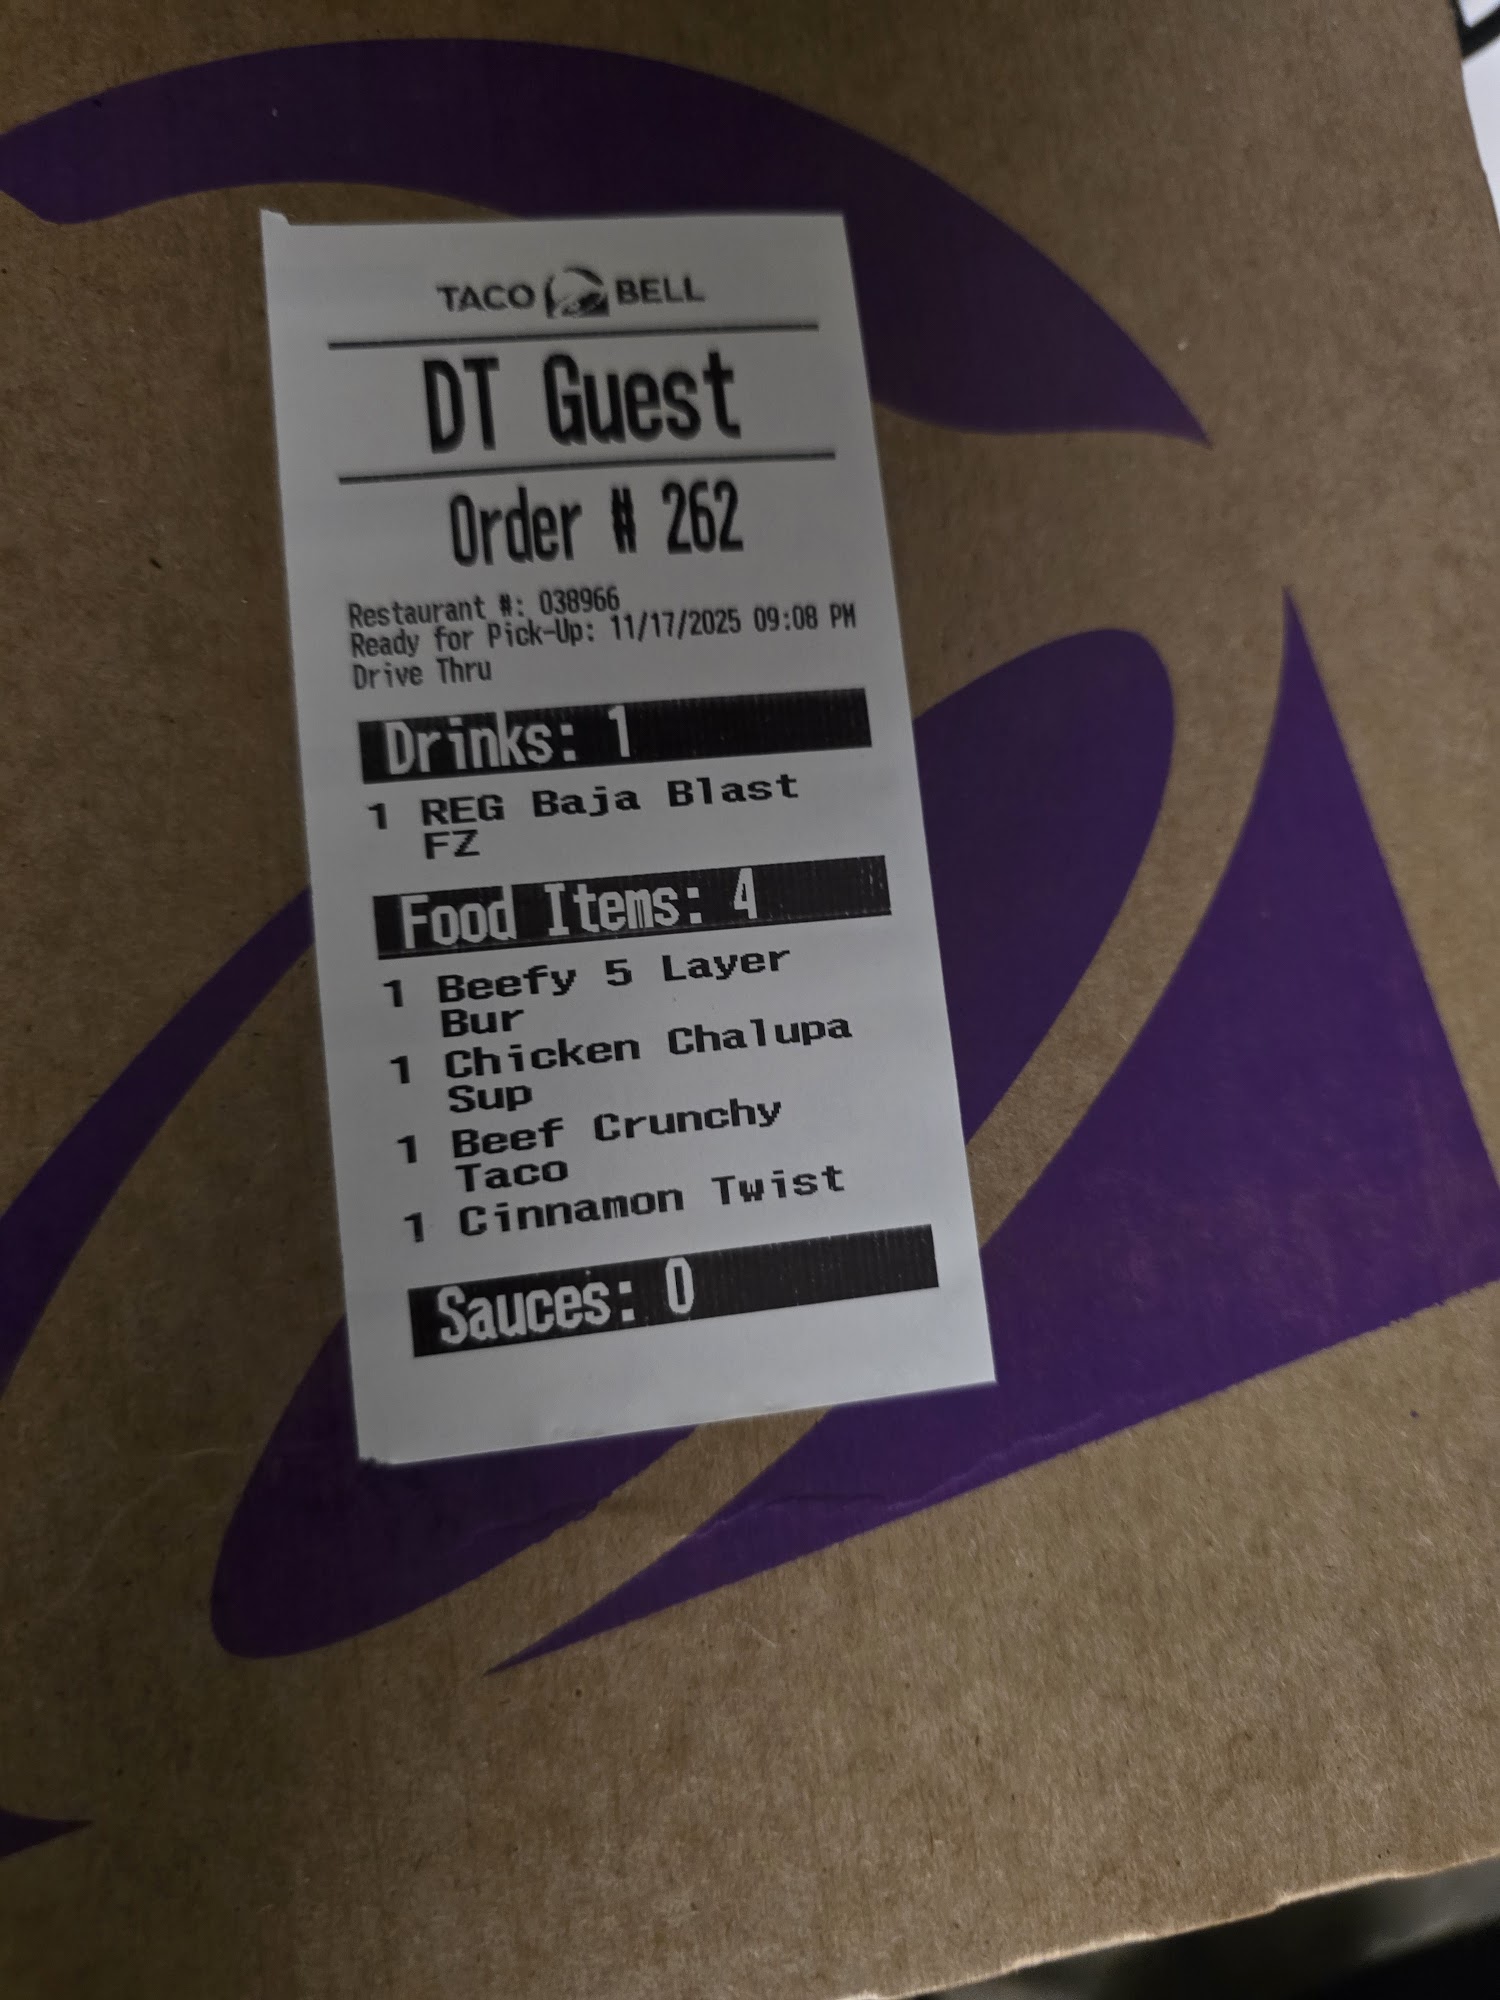 TACO BELL
DT Guest
Order # 262
Restaurant #: 038966
Ready for Pick-Up: 11/17/2025 09:08 PM
Drive Thru
Drinks: 1
1 REG Baja Blast
FZ
Food Items: 4
1 Beefy 5 Layer
Bur
1 Chicken Chalupa
Sup
1 Beef Crunchy
Taco
1 Cinnamon Twist
Sauces: 0